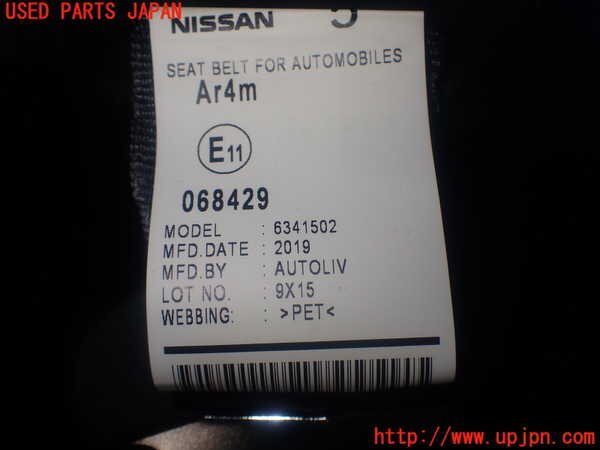 USED PARTS JAPAN
NISSAN
SEAT BELT FOR AUTOMOBILES
Ar4m
E11
068429
MODEL : 6341502
MFD.DATE : 2019
MFD.BY : AUTOLIV
LOT NO. : 9X15
WEBBING: : >PET<
http://www.upjpn.com/